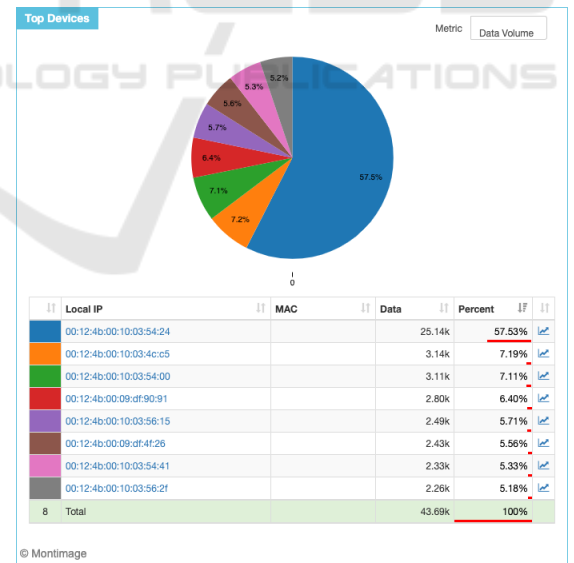 Top Devices
Metric Data Volume
LOGY PUBLICATIONS
5.2%
5.3%
5.6%
5.7%
6.4%
57.5%
7.1%
7.2%
0
Local IP MAC Data Percent
00:12:4b:00:10:03:54:24 25.14k 57.53%
00:12:4b:00:10:03:4c:c5 3.14k 7.19%
00:12:4b:00:10:03:54:00 3.11k 7.11%
00:12:4b:00:09:df:90:91 2.80k 6.40%
00:12:4b:00:10:03:56:15 2.49k 5.71%
00:12:4b:00:09:df:4f:26 2.43k 5.56%
00:12:4b:00:10:03:54:41 2.33k 5.33%
00:12:4b:00:10:03:56:2f 2.26k 5.18%
8 Total 43.69k 100%
© Montimage